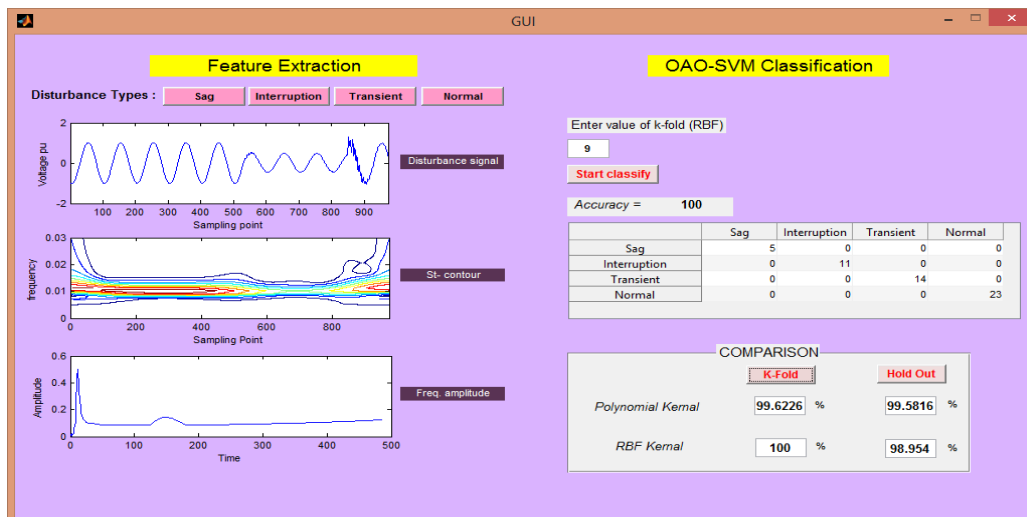 GUI
Feature Extraction
Disturbance Types : Sag Interruption Transient Normal
2
0
-2
Voltage pu
100 200 300 400 500 600 700 800 900
Sampling point
Disturbance signal
0.03
0.02
0.01
0
frequency
0 200 400 600 800
Sampling Point
St- contour
0.6
0.4
0.2
0
Amplitude
0 100 200 300 400 500
Time
Freq. amplitude
OAO-SVM Classification
Enter value of k-fold (RBF)
9
Start classify
Accuracy = 100
Sag Interruption Transient Normal
Sag 5 0 0 0
Interruption 0 11 0 0
Transient 0 0 14 0
Normal 0 0 0 23
COMPARISON
K-Fold Hold Out
Polynomial Kernal 99.6226 % 99.5816 %
RBF Kernal 100 % 98.954 %